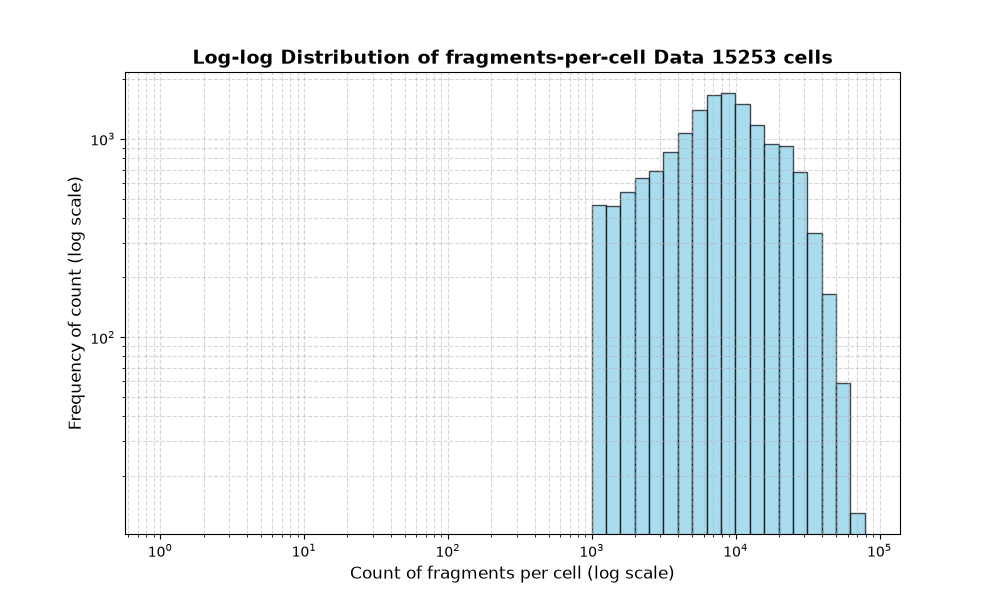 Log-log Distribution of fragments-per-cell Data 15253 cells
Frequency of count (log scale)
10³
10²
10⁰ 10¹ 10² 10³ 10⁴ 10⁵
Count of fragments per cell (log scale)